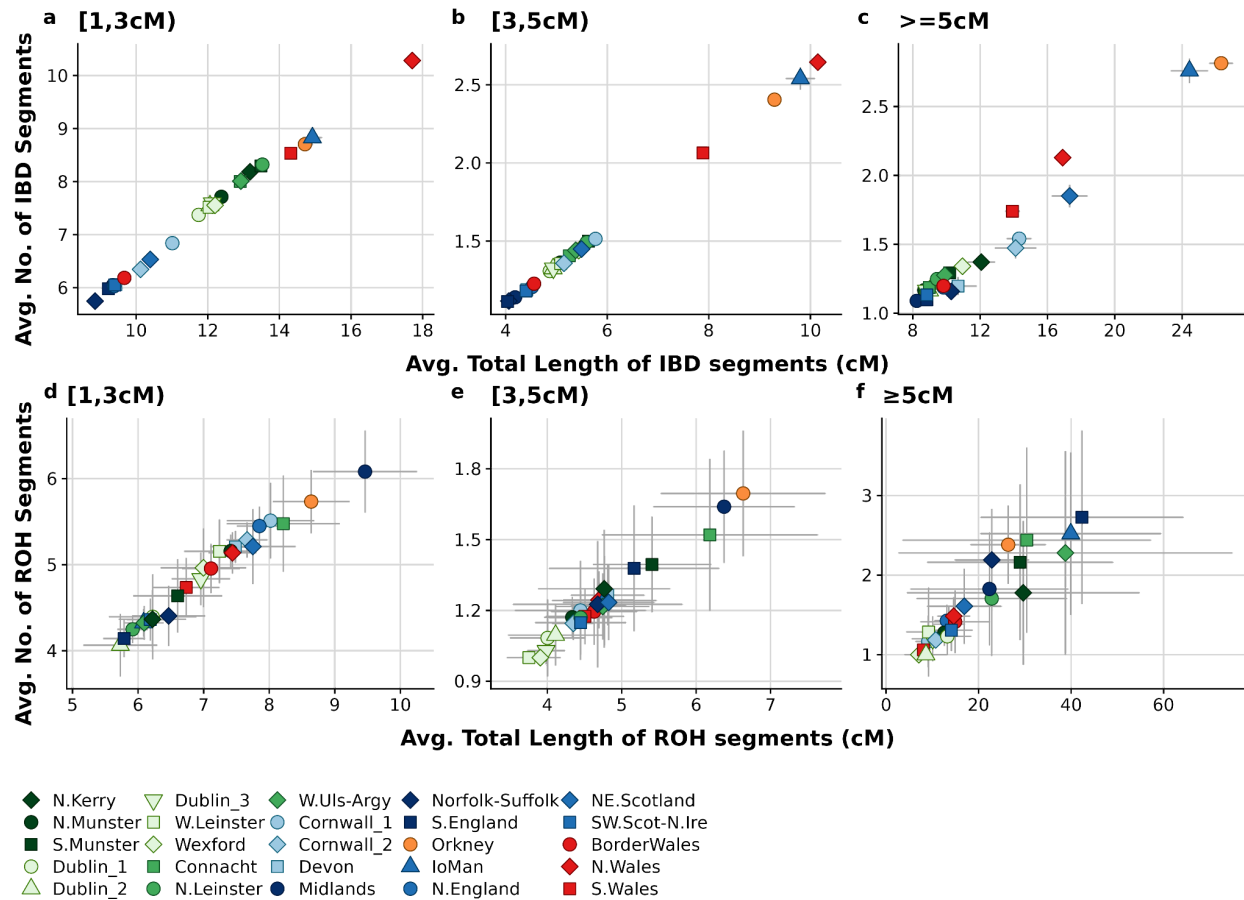 a [1,3cM)
b [3,5cM)
c >=5cM
Avg. No. of IBD Segments
10
9
8
7
6
10 12 14 16 18
2.5
2.0
1.5
4 6 8 10
2.5
2.0
1.5
1.0
8 12 16 20 24
Avg. Total Length of IBD segments (cM)
d [1,3cM)
e [3,5cM)
f ≥5cM
Avg. No. of ROH Segments
6
5
4
5 6 7 8 9 10
1.8
1.5
1.2
0.9
4 5 6 7
3
2
1
0 20 40 60
Avg. Total Length of ROH segments (cM)
N.Kerry Dublin_3 W.Uls-Argy Norfolk-Suffolk NE.Scotland
N.Munster W.Leinster Cornwall_1 S.England SW.Scot-N.Ire
S.Munster Wexford Cornwall_2 Orkney BorderWales
Dublin_1 Connacht Devon IoMan N.Wales
Dublin_2 N.Leinster Midlands N.England S.Wales